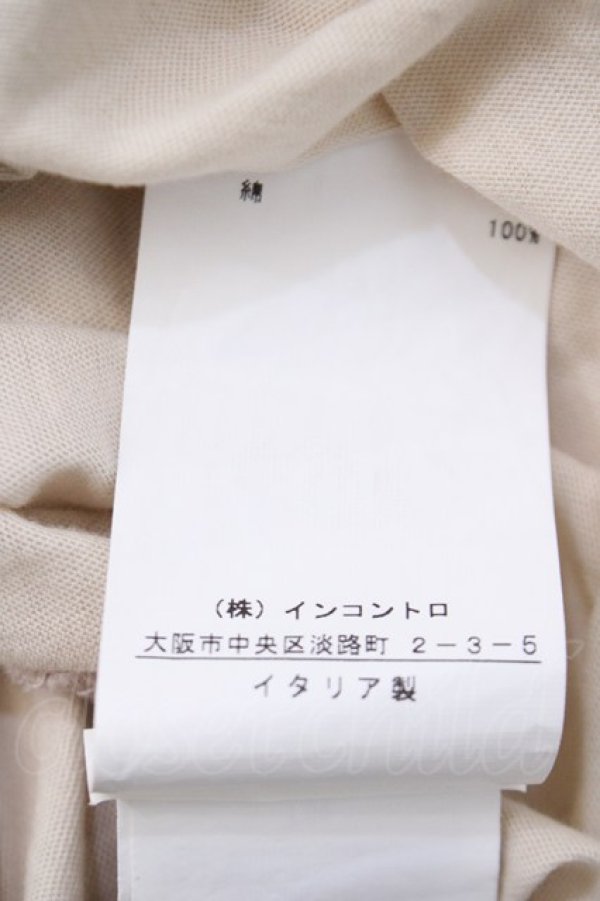 綿 100%
（株）インコントロ
大阪市中央区淡路町 2－3－5
イタリア製
closetchild